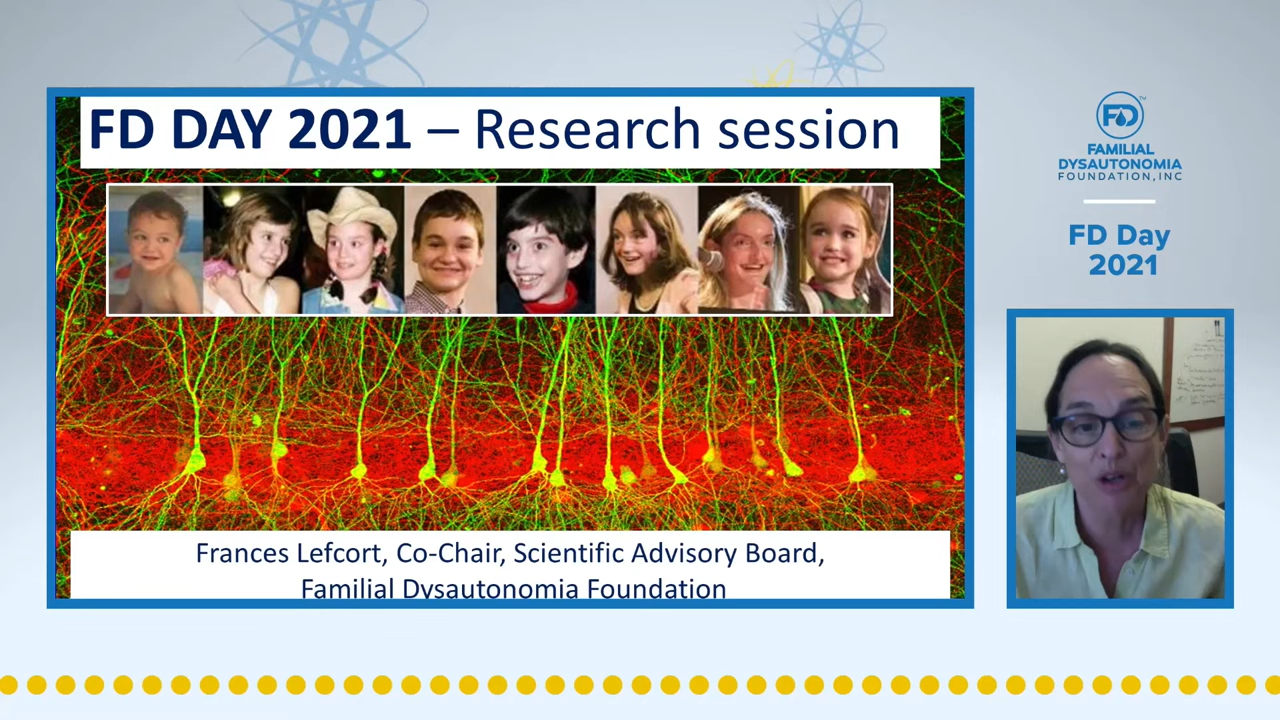 FD DAY 2021 – Research session
Frances Lefcort, Co-Chair, Scientific Advisory Board,
Familial Dysautonomia Foundation
FD
TM
FAMILIAL
DYSAUTONOMIA
FOUNDATION, INC
FD Day
2021